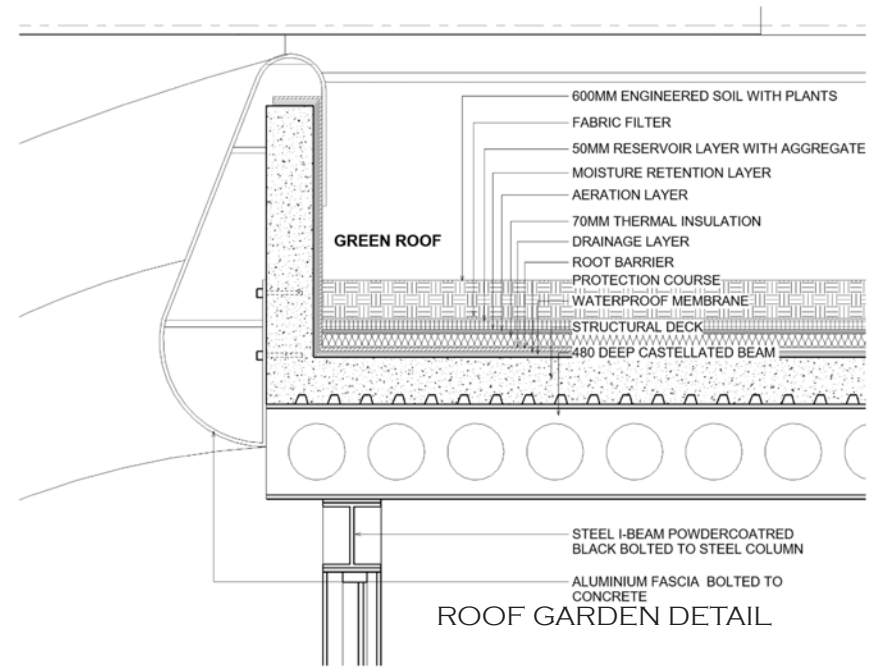 600MM ENGINEERED SOIL WITH PLANTS
FABRIC FILTER
50MM RESERVOIR LAYER WITH AGGREGATE
MOISTURE RETENTION LAYER
AERATION LAYER
70MM THERMAL INSULATION
GREEN ROOF
DRAINAGE LAYER
ROOT BARRIER
PROTECTION COURSE
WATERPROOF MEMBRANE
STRUCTURAL DECK
480 DEEP CASTELLATED BEAM
STEEL I-BEAM POWDERCOATRED
BLACK BOLTED TO STEEL COLUMN
ALUMINIUM FASCIA BOLTED TO
CONCRETE
ROOF GARDEN DETAIL